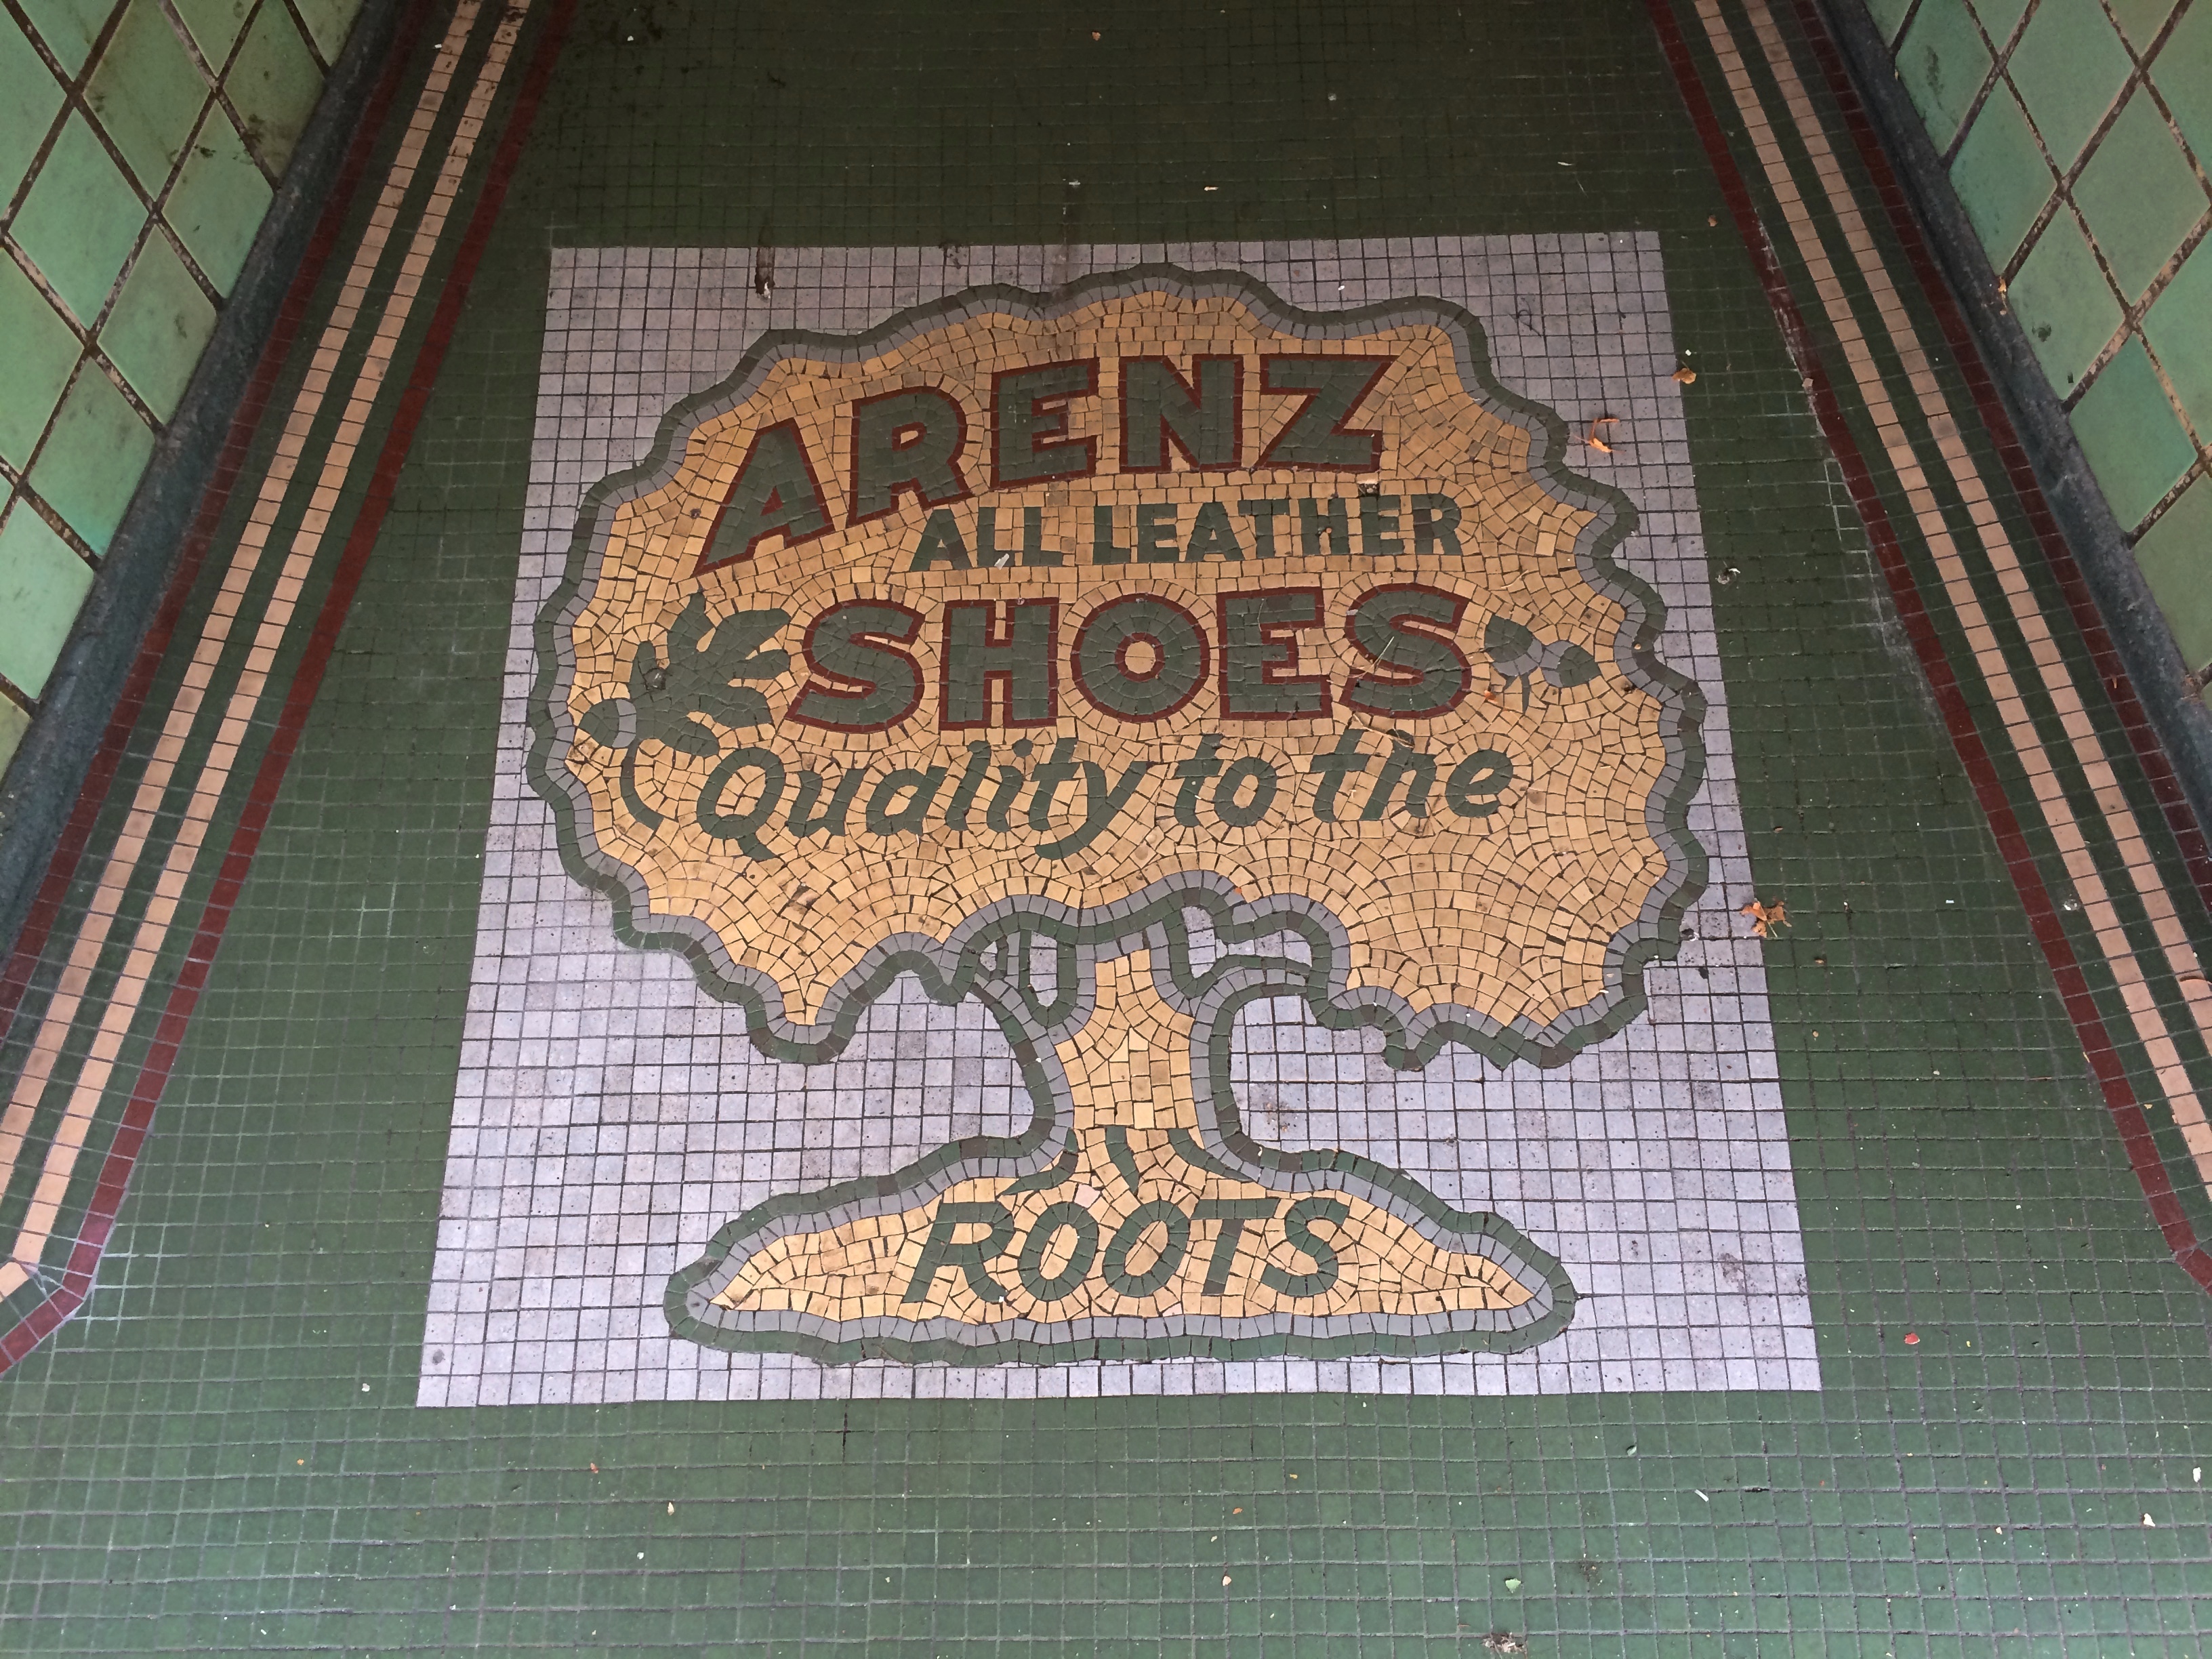 ARENZ
ALL LEATHER
SHOES
Quality to the
ROOTS